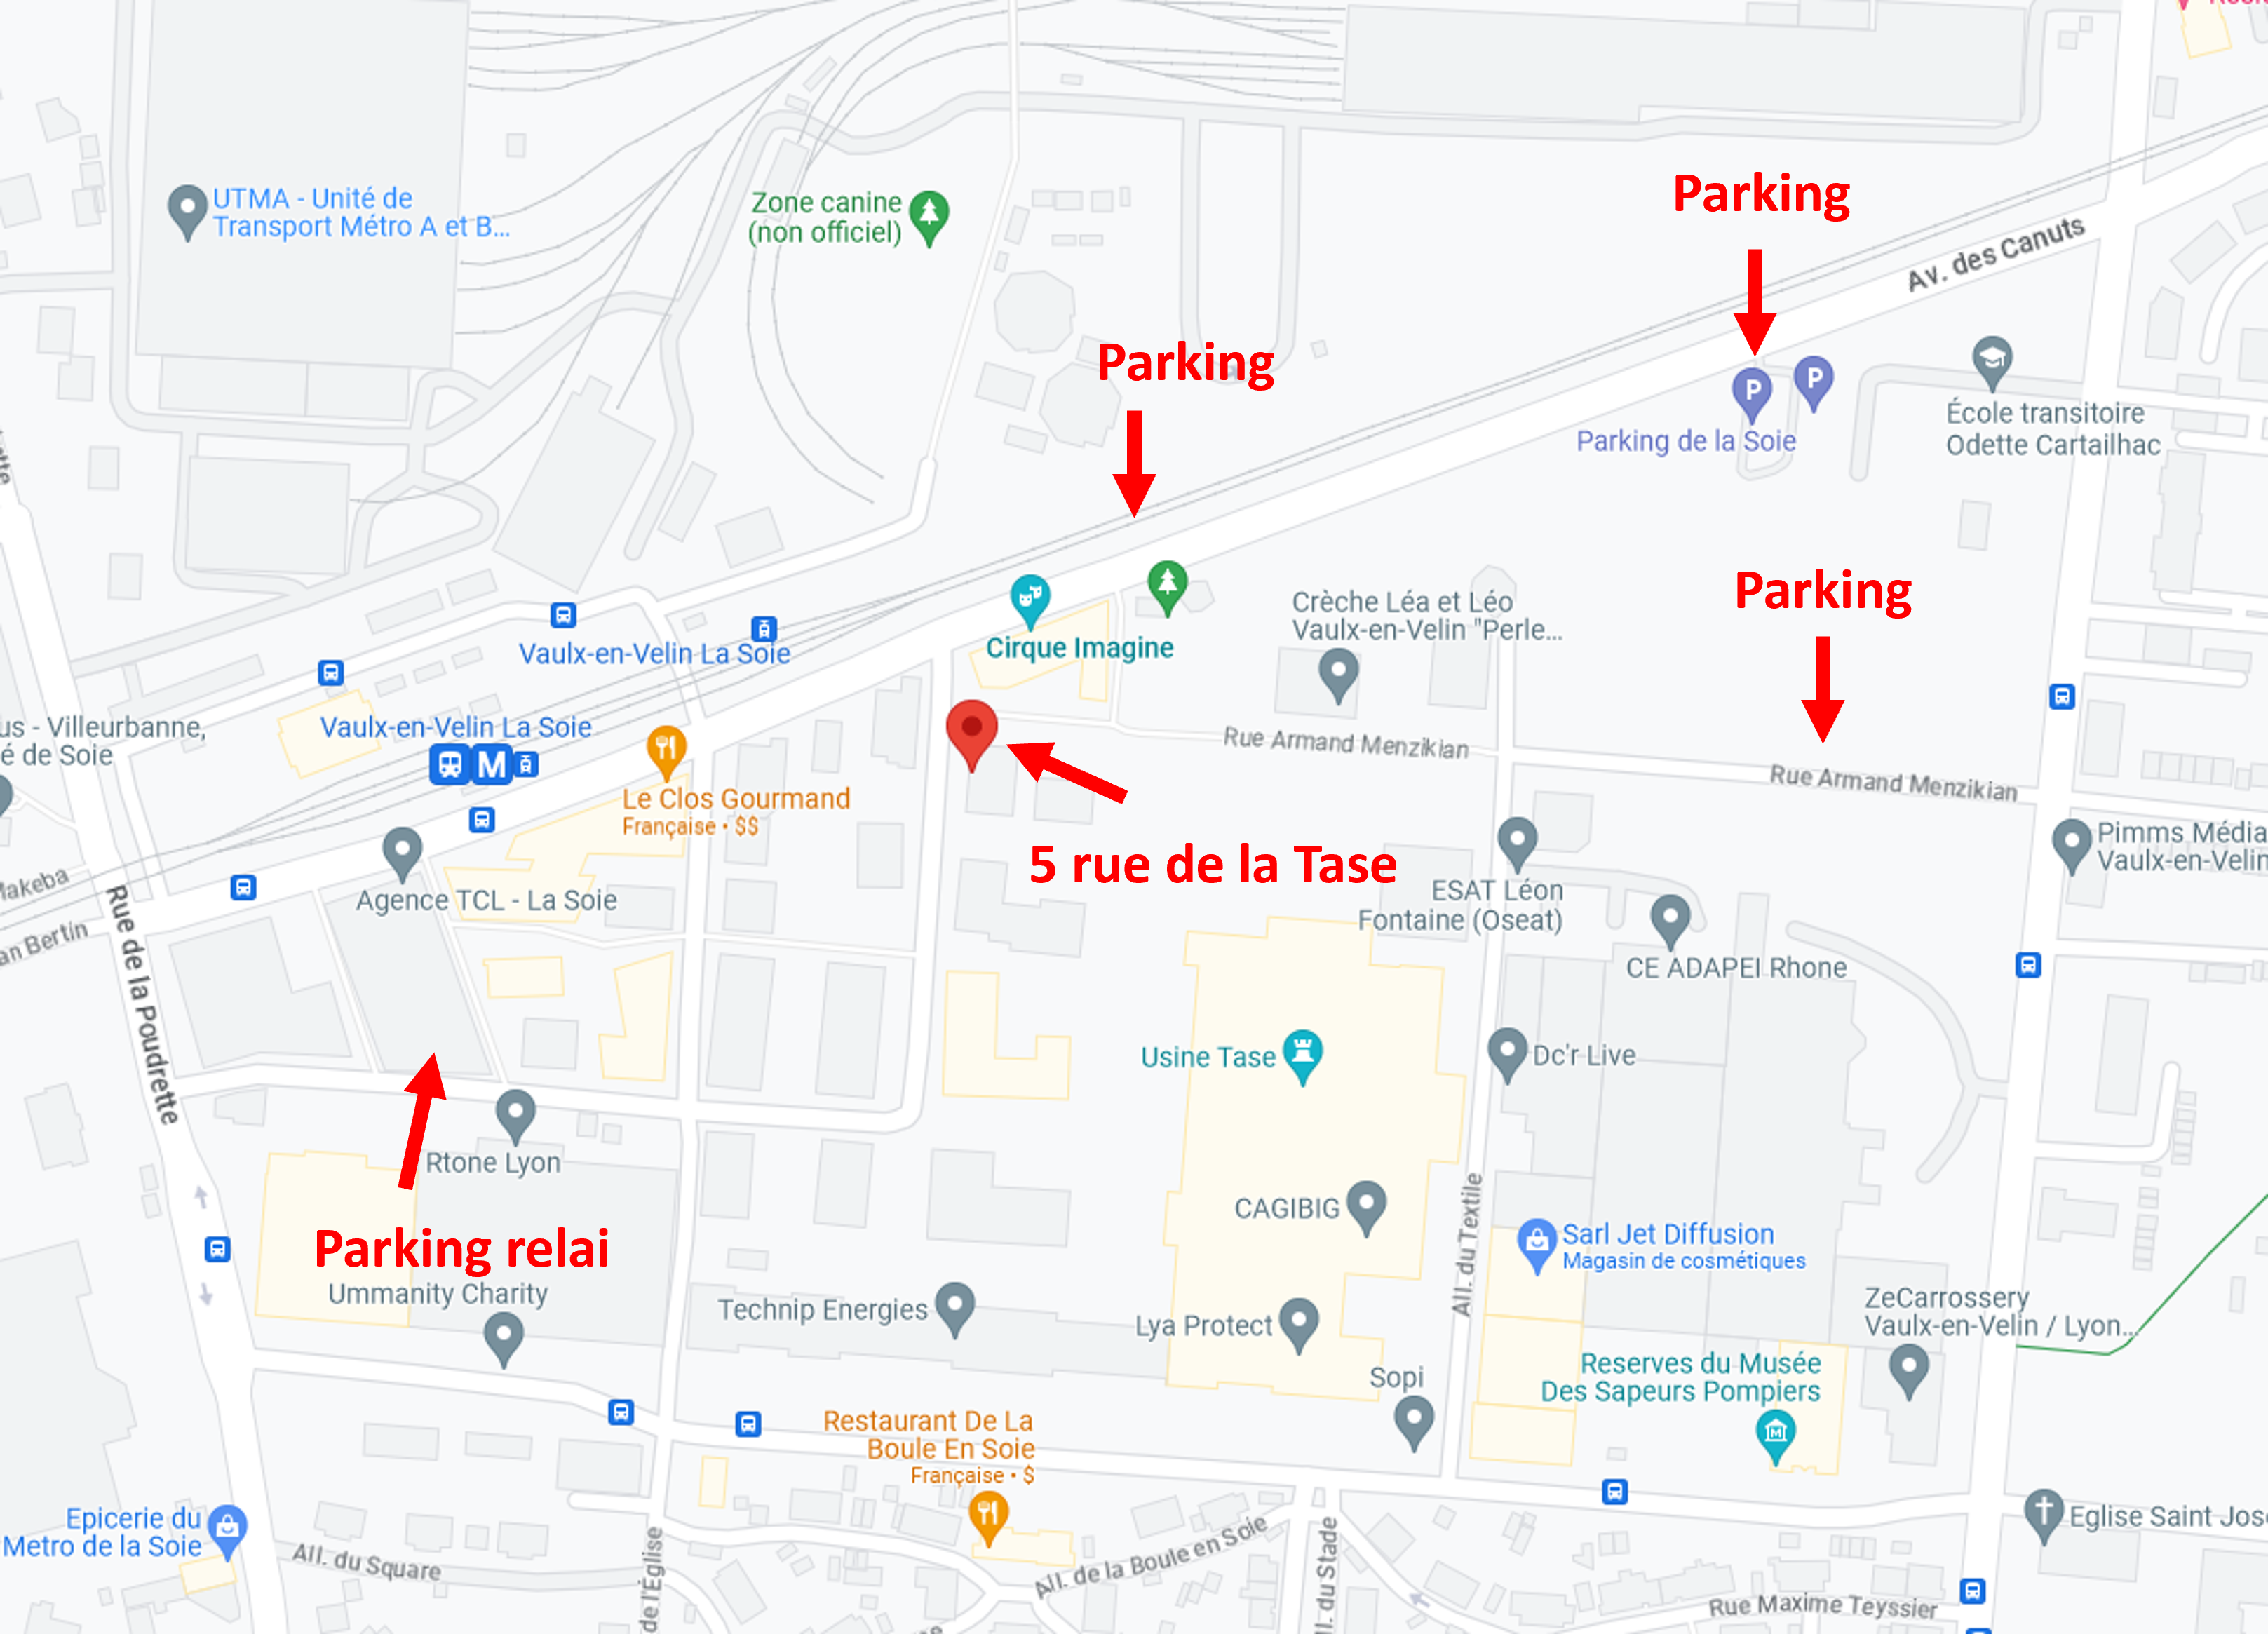 UTMA - Unité de
Transport Métro A et B...
Zone canine
(non officiel)
Parking
Av. des Canuts
Parking
Parking de la Soie
École transitoire
Odette Cartailhac
Parking
Cirque Imagine
Crèche Léa et Léo
Vaulx-en-Velin "Perle...
Vaulx-en-Velin La Soie
Vaulx-en-Velin La Soie
us - Villeurbanne,
é de Soie
Rue Armand Menzikian
Rue Armand Menzikian
Le Clos Gourmand
Française • $$
5 rue de la Tase
Pimms Média
Vaulx-en-Velin
Agence TCL - La Soie
Makeba
an Bertin
Rue de la Poudrette
ESAT Léon
Fontaine (Oseat)
CE ADAPEI Rhone
Usine Tase
Dc'r Live
Rtone Lyon
Parking relai
Ummanity Charity
CAGIBIG
All. du Textile
Sarl Jet Diffusion
Magasin de cosmétiques
Technip Energies
Lya Protect
ZeCarrossery
Vaulx-en-Velin / Lyon...
Reserves du Musée
Des Sapeurs Pompiers
Sopi
Restaurant De La
Boule En Soie
Française • $
Epicerie du
Metro de la Soie
All. du Square
de l'Église
All. de la Boule en Soie
ll. du Stade
Eglise Saint Jos
Rue Maxime Teyssier